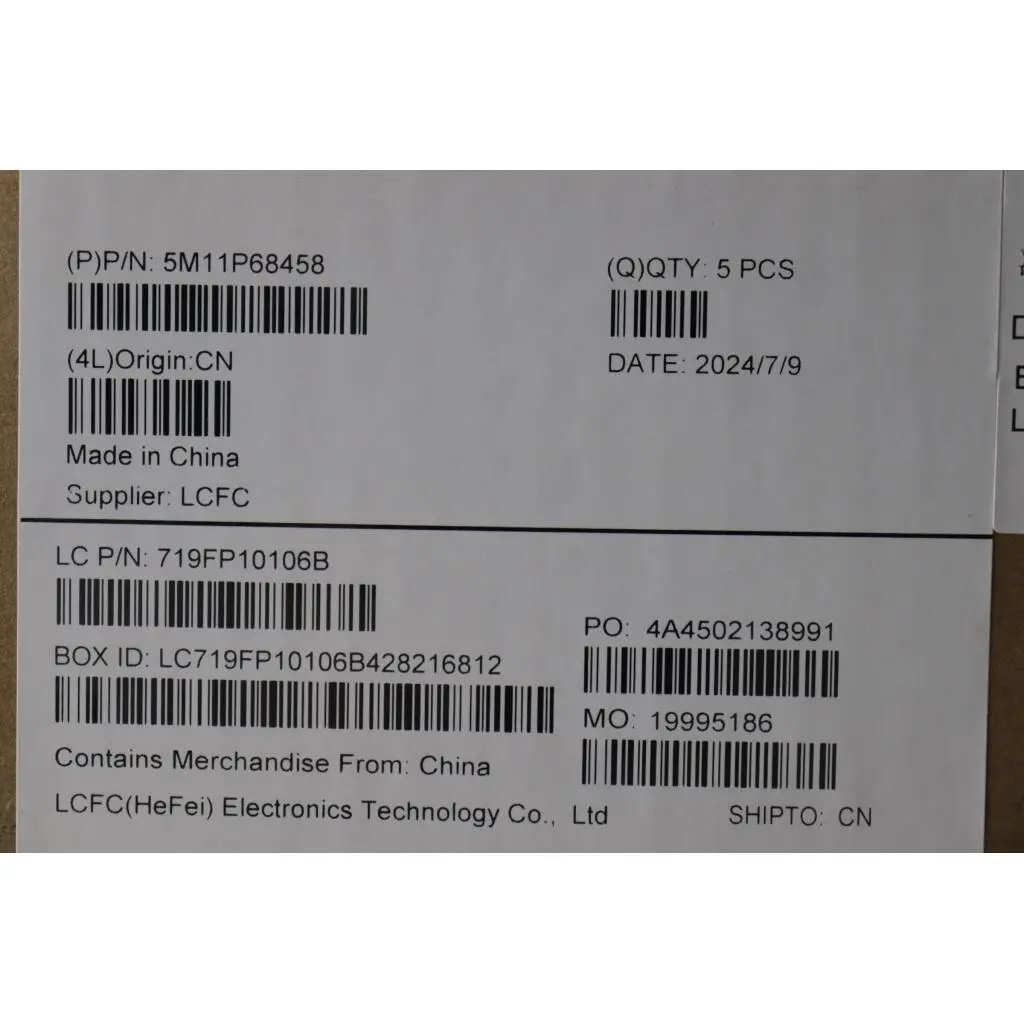 (P)P/N: 5M11P68458
(Q)QTY: 5 PCS
(4L)Origin:CN
DATE: 2024/7/9
Made in China
Supplier: LCFC
LC P/N: 719FP10106B
PO: 4A4502138991
BOX ID: LC719FP10106B428216812
MO: 19995186
Contains Merchandise From: China
LCFC(HeFei) Electronics Technology Co., Ltd
SHIPTO: CN